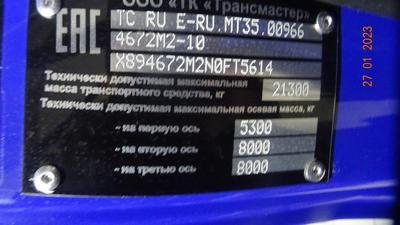 ООО «ТК «Трансмастер»
ЕАС
ТС RU E-RU.MT35.00966
4672M2-10
X894672M2N0FT5614
Технически допустимая максимальная
масса транспортного средства, кг 21300
Технически допустимая максимальная осевая масса, кг
- на первую ось 5300
- на вторую ось 8000
- на третью ось 8000
27 01 2023